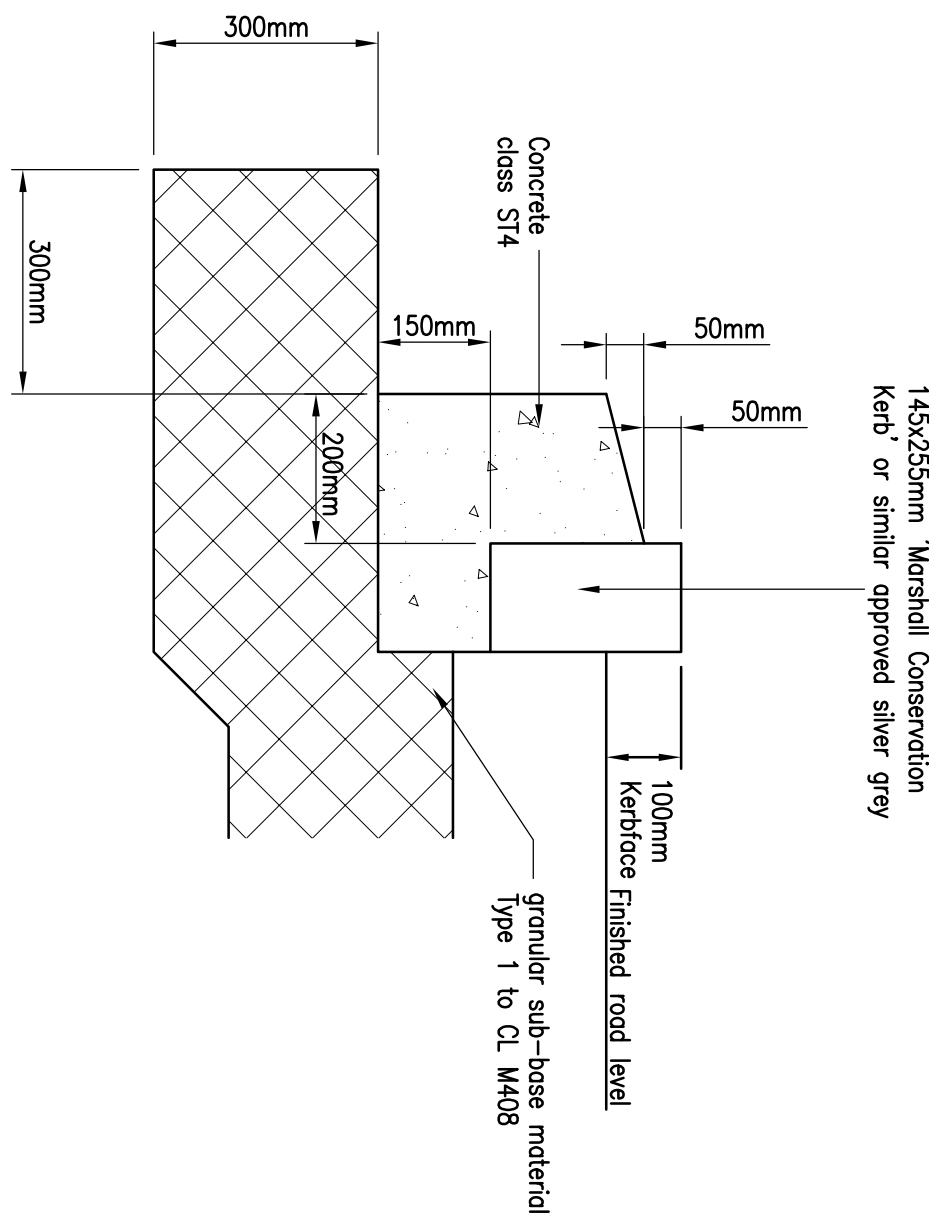 145x255mm 'Marshall Conservation
Kerb' or similar approved silver grey
50mm
50mm
100mm
Kerbface
Finished road level
Concrete
class ST4
150mm
200mm
granular sub-base material
Type 1 to CL M408
300mm
300mm